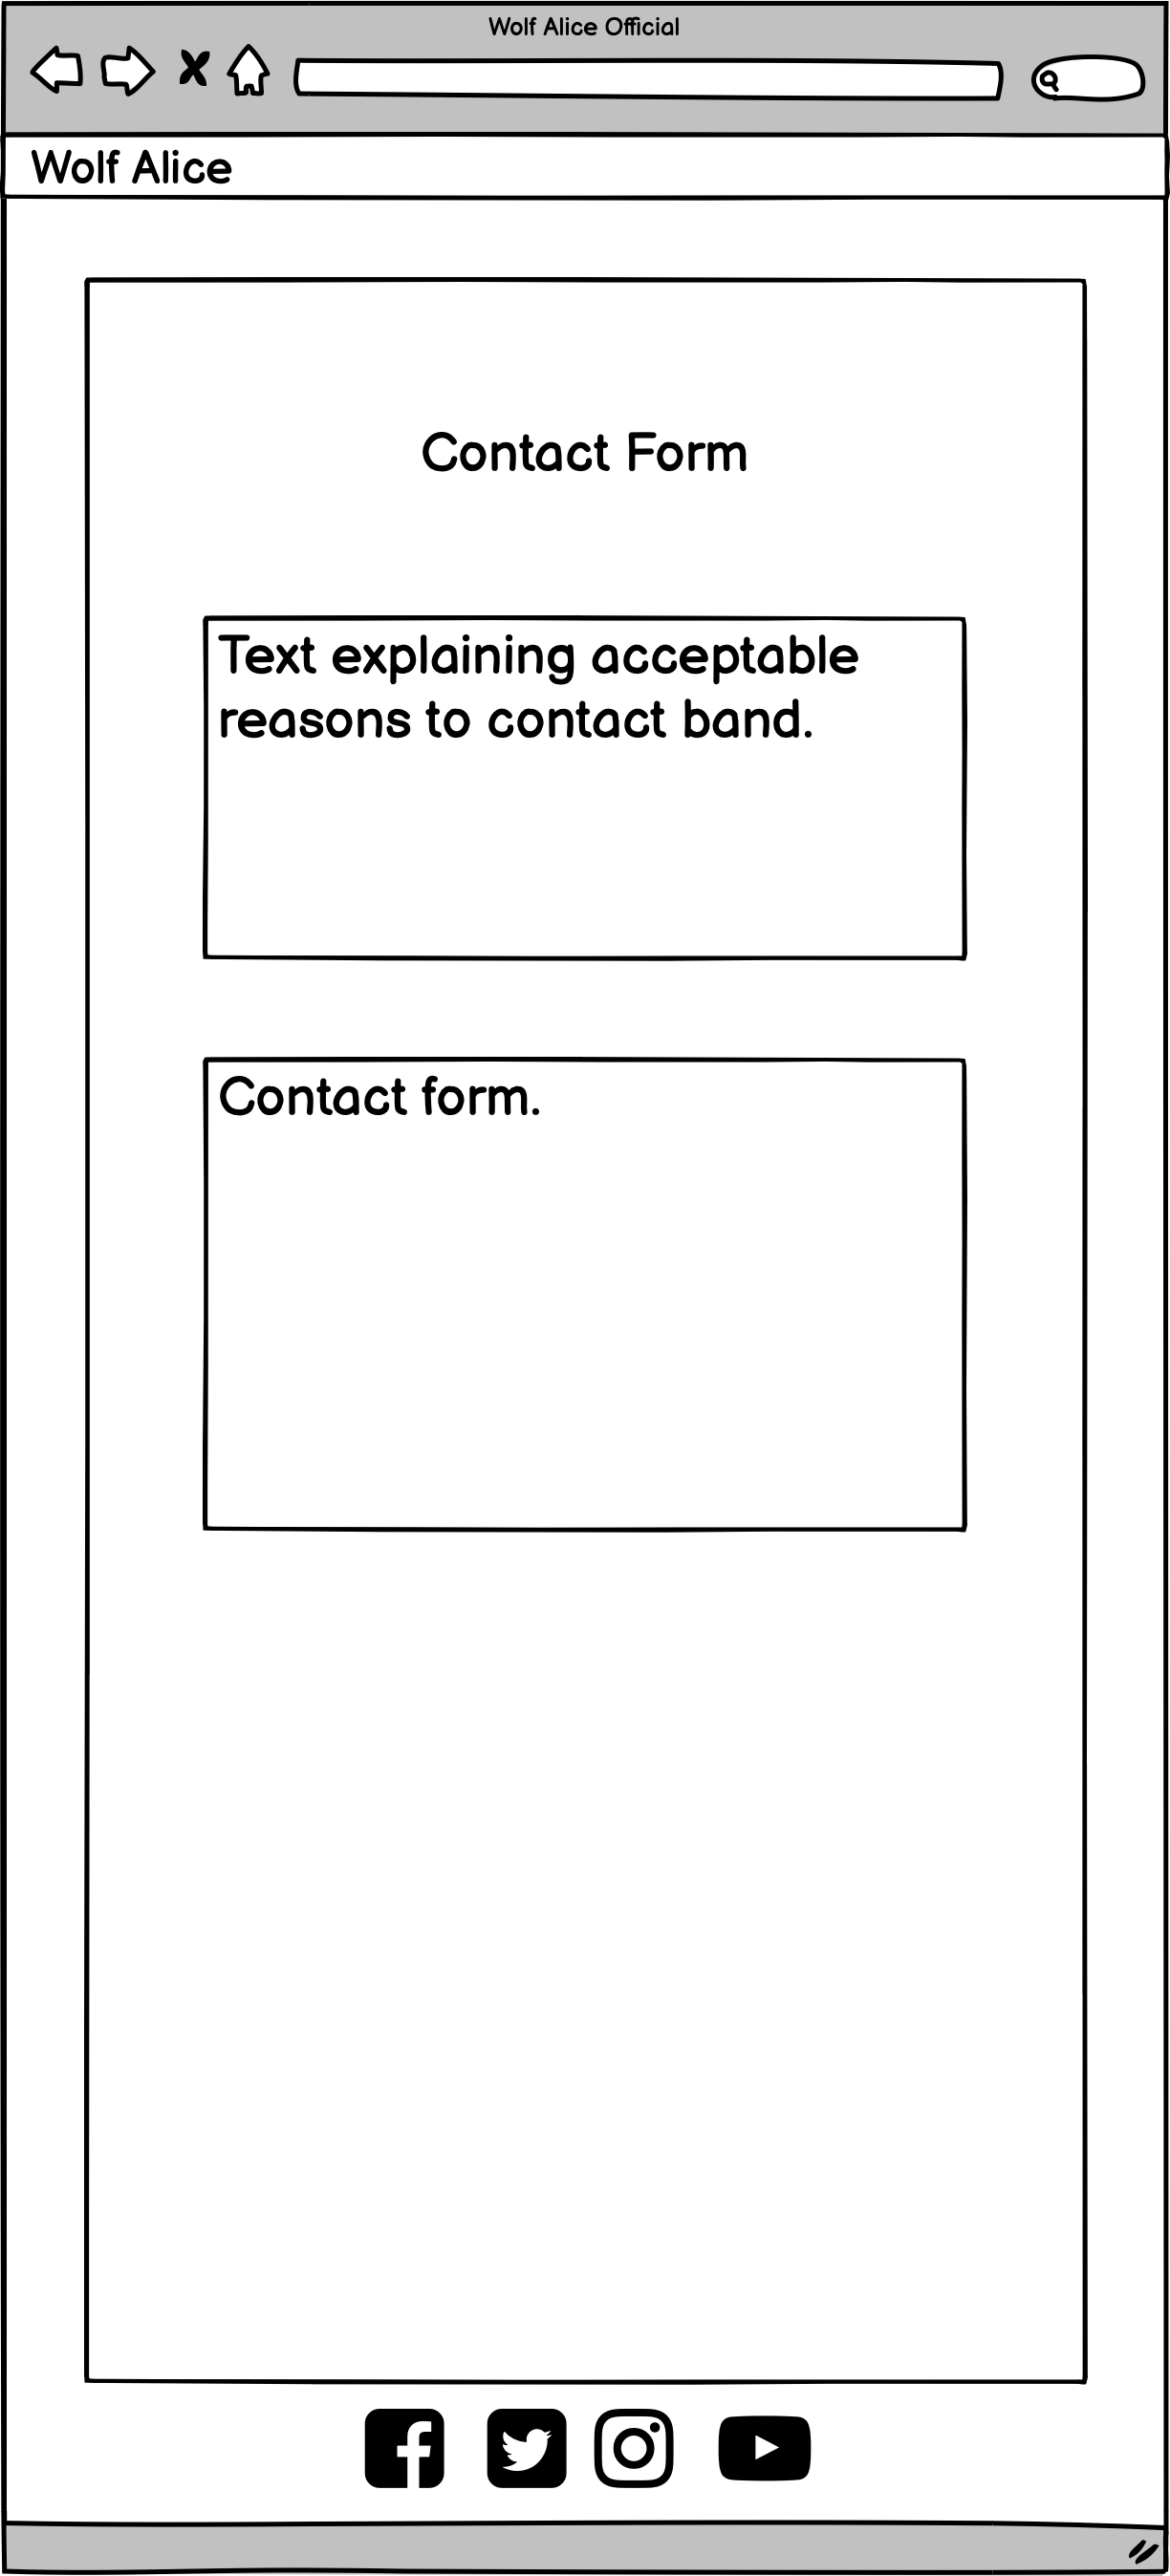 Wolf Alice Official
Wolf Alice
Contact Form
Text explaining acceptable
reasons to contact band.
Contact form.